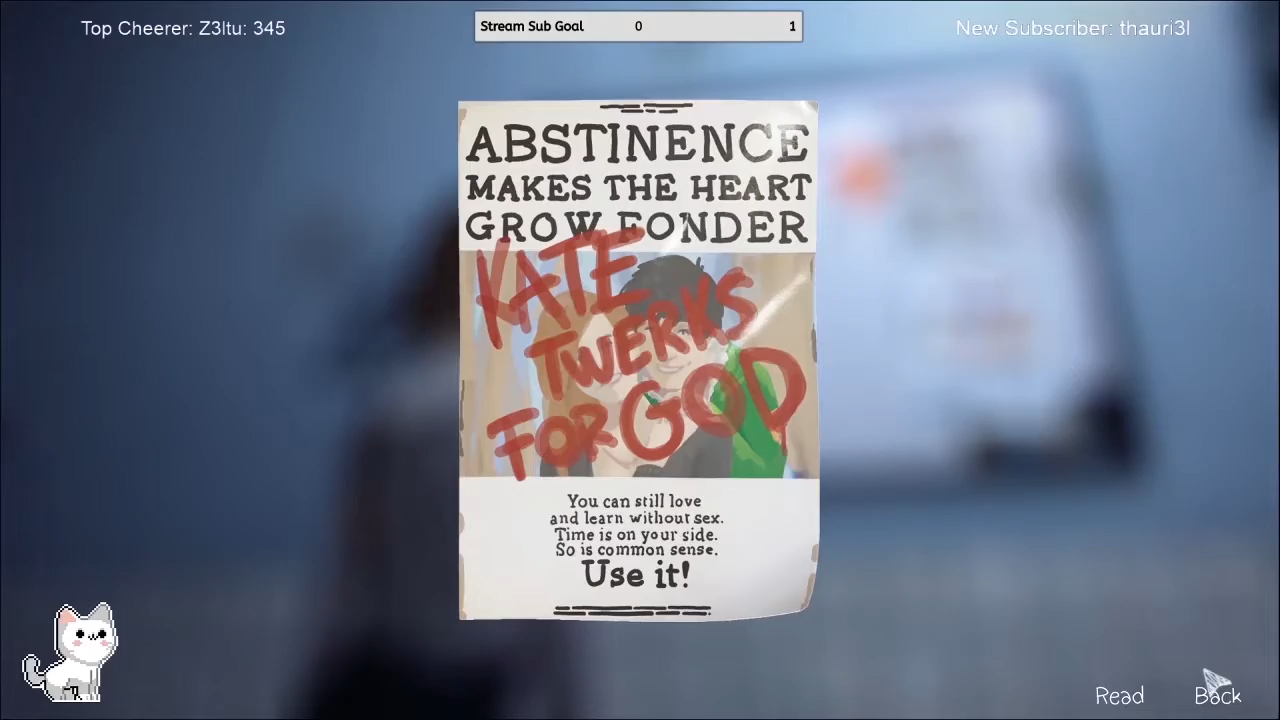 Top Cheerer: Z3ltu: 345
Stream Sub Goal 0 1
New Subscriber: thauri3l
ABSTINENCE
MAKES THE HEART
GROW FONDER
KATE
TWERKS
FOR GOD
You can still love
and learn without sex.
Time is on your side.
So is common sense.
Use it!
Read Back